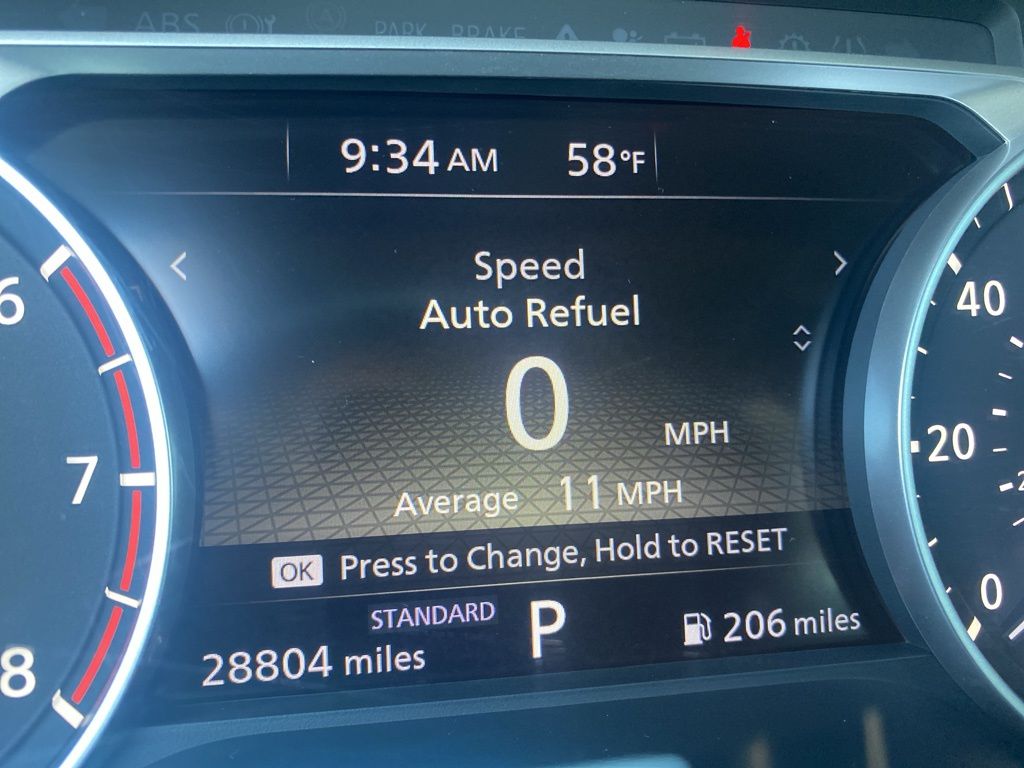 ABS PARK BRAKE
9:34 AM 58°F
Speed
Auto Refuel
0 MPH
Average 11 MPH
OK Press to Change, Hold to RESET
STANDARD P 206 miles
28804 miles
6
7
8
40
20
0